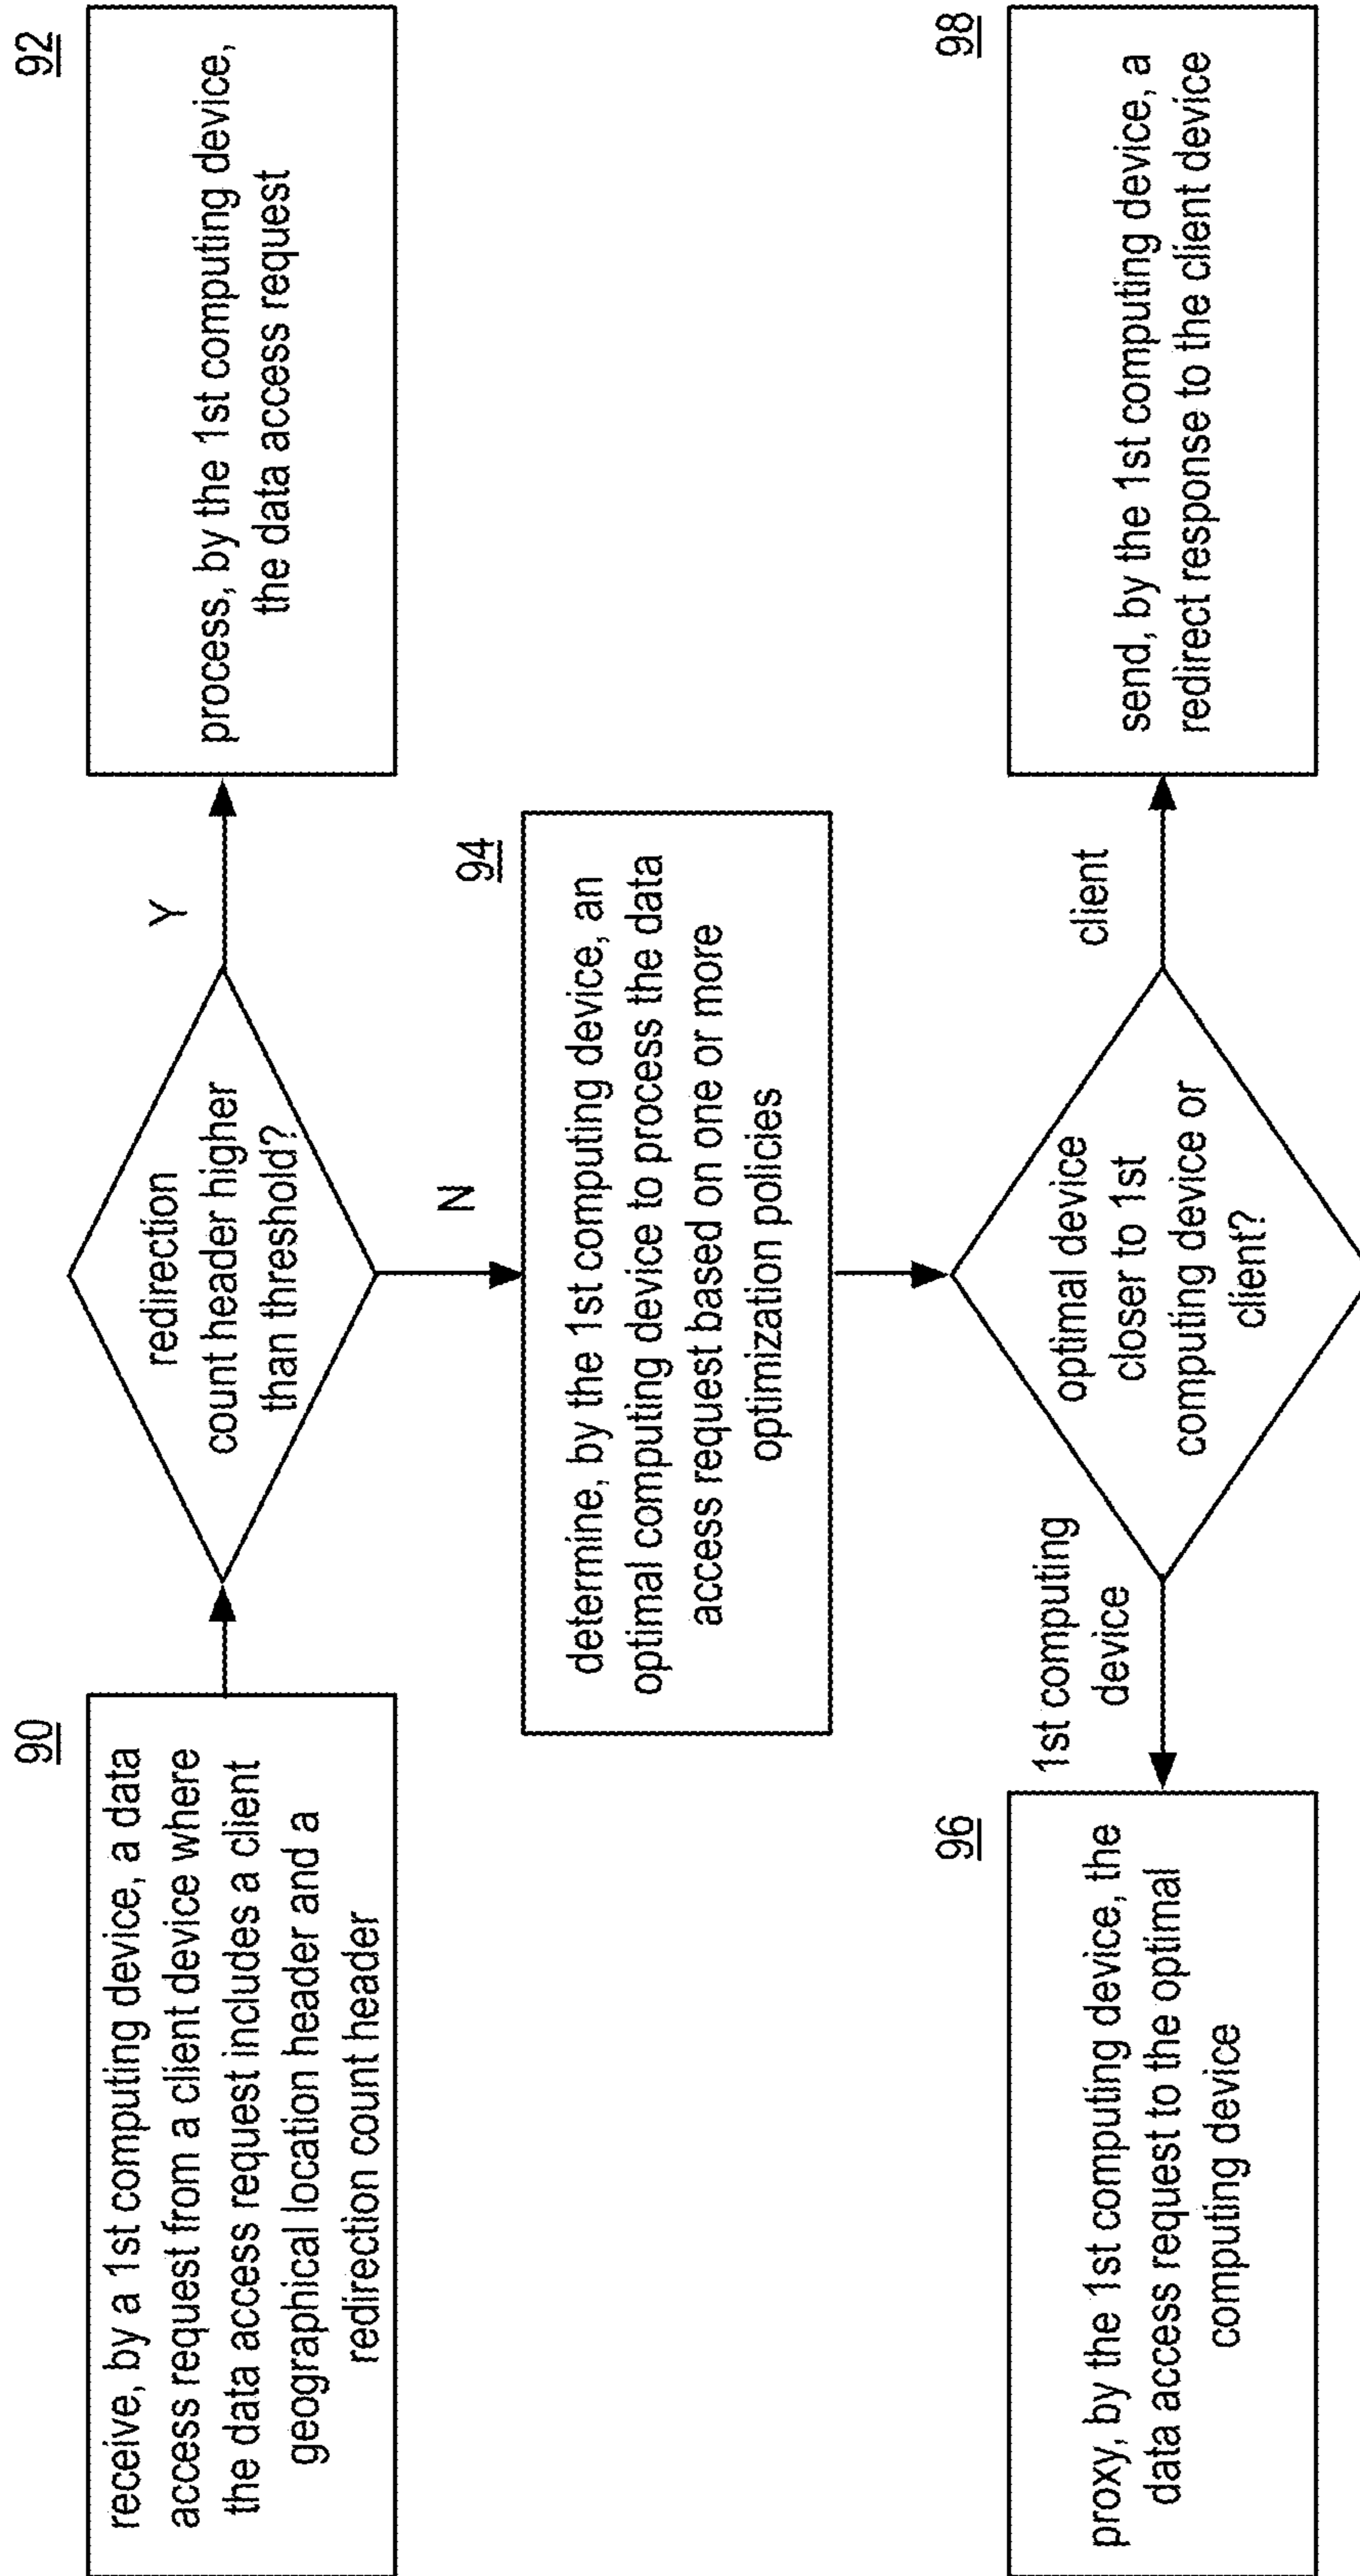 90
receive, by a 1st computing device, a data
access request from a client device where
the data access request includes a client
geographical location header and a
redirection count header
redirection
count header higher
than threshold?
Y
92
process, by the 1st computing device,
the data access request
N
94
determine, by the 1st computing device, an
optimal computing device to process the data
access request based on one or more
optimization policies
optimal device
closer to 1st
computing device or
client?
1st computing
device
96
proxy, by the 1st computing device, the
data access request to the optimal
computing device
client
98
send, by the 1st computing device, a
redirect response to the client device